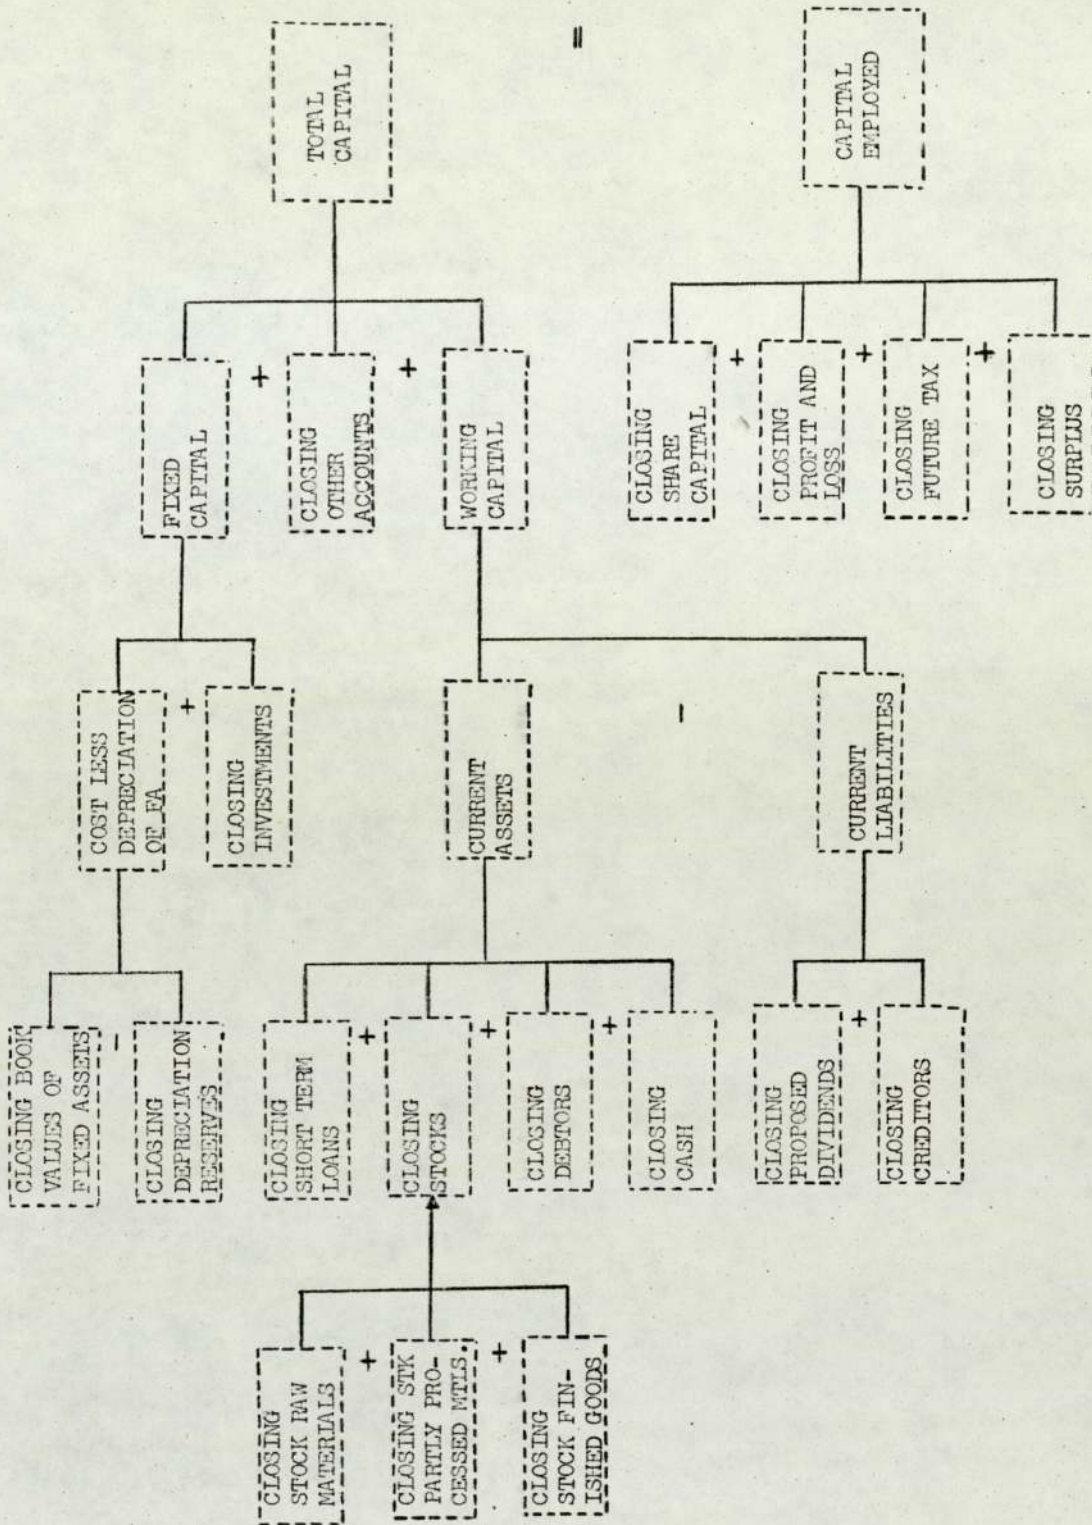 CLOSING BOOK
VALUES OF
FIXED ASSETS
-
CLOSING
DEPRECIATION
RESERVES
COST LESS
DEPRECIATION
OF FA
+
CLOSING
INVESTMENTS
FIXED
CAPITAL
+
CLOSING
OTHER
ACCOUNTS
+
WORKING
CAPITAL
TOTAL
CAPITAL
=
CLOSING
STOCK RAW
MATERIALS
+
CLOSING STK
PARTLY PRO-
CESSED MTLS.
+
CLOSING
STOCK FIN-
ISHED GOODS
CLOSING
SHORT TERM
LOANS
+
CLOSING
STOCKS
+
CLOSING
DEBTORS
+
CLOSING
CASH
CURRENT
ASSETS
-
CLOSING
PROPOSED
DIVIDENDS
+
CLOSING
CREDITORS
CURRENT
LIABILITIES
CLOSING
SHARE
CAPITAL
+
CLOSING
PROFIT AND
LOSS
+
CLOSING
FUTURE TAX
+
CLOSING
SURPLUS
CAPITAL
EMPLOYED